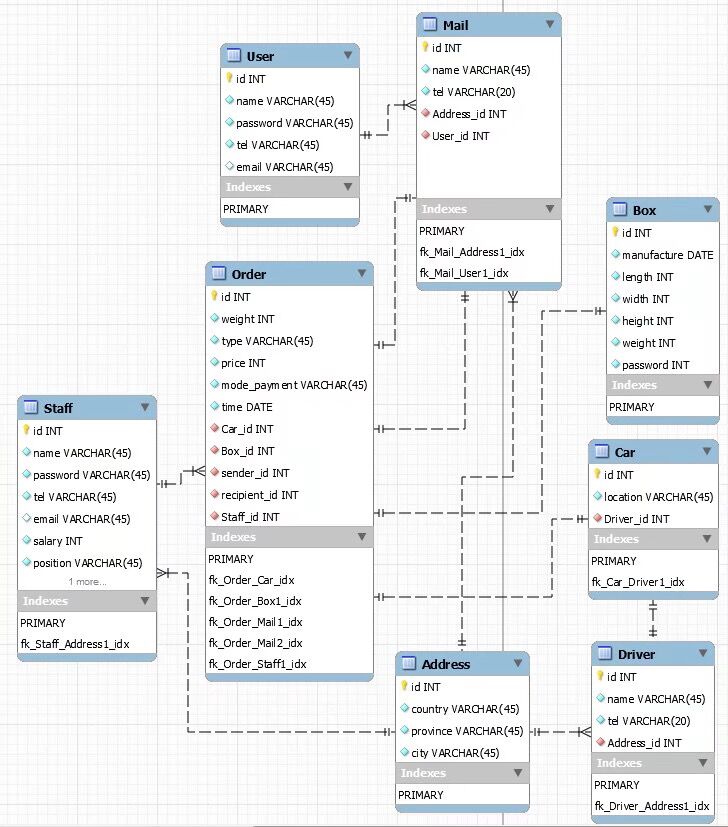 User
id INT
name VARCHAR(45)
password VARCHAR(45)
tel VARCHAR(45)
email VARCHAR(45)
Indexes
PRIMARY
Mail
id INT
name VARCHAR(45)
tel VARCHAR(20)
Address_id INT
User_id INT
Indexes
PRIMARY
fk_Mail_Address1_idx
fk_Mail_User1_idx
Box
id INT
manufacture DATE
length INT
width INT
height INT
weight INT
password INT
Indexes
PRIMARY
Order
id INT
weight INT
type VARCHAR(45)
price INT
mode_payment VARCHAR(45)
time DATE
Car_id INT
Box_id INT
sender_id INT
recipient_id INT
Staff_id INT
Indexes
PRIMARY
fk_Order_Car_idx
fk_Order_Box1_idx
fk_Order_Mail1_idx
fk_Order_Mail2_idx
fk_Order_Staff1_idx
Staff
id INT
name VARCHAR(45)
password VARCHAR(45)
tel VARCHAR(45)
email VARCHAR(45)
salary INT
position VARCHAR(45)
1 more...
Indexes
PRIMARY
fk_Staff_Address1_idx
Car
id INT
location VARCHAR(45)
Driver_id INT
Indexes
PRIMARY
fk_Car_Driver1_idx
Address
id INT
country VARCHAR(45)
province VARCHAR(45)
city VARCHAR(45)
Indexes
PRIMARY
Driver
id INT
name VARCHAR(45)
tel VARCHAR(20)
Address_id INT
Indexes
PRIMARY
fk_Driver_Address1_idx